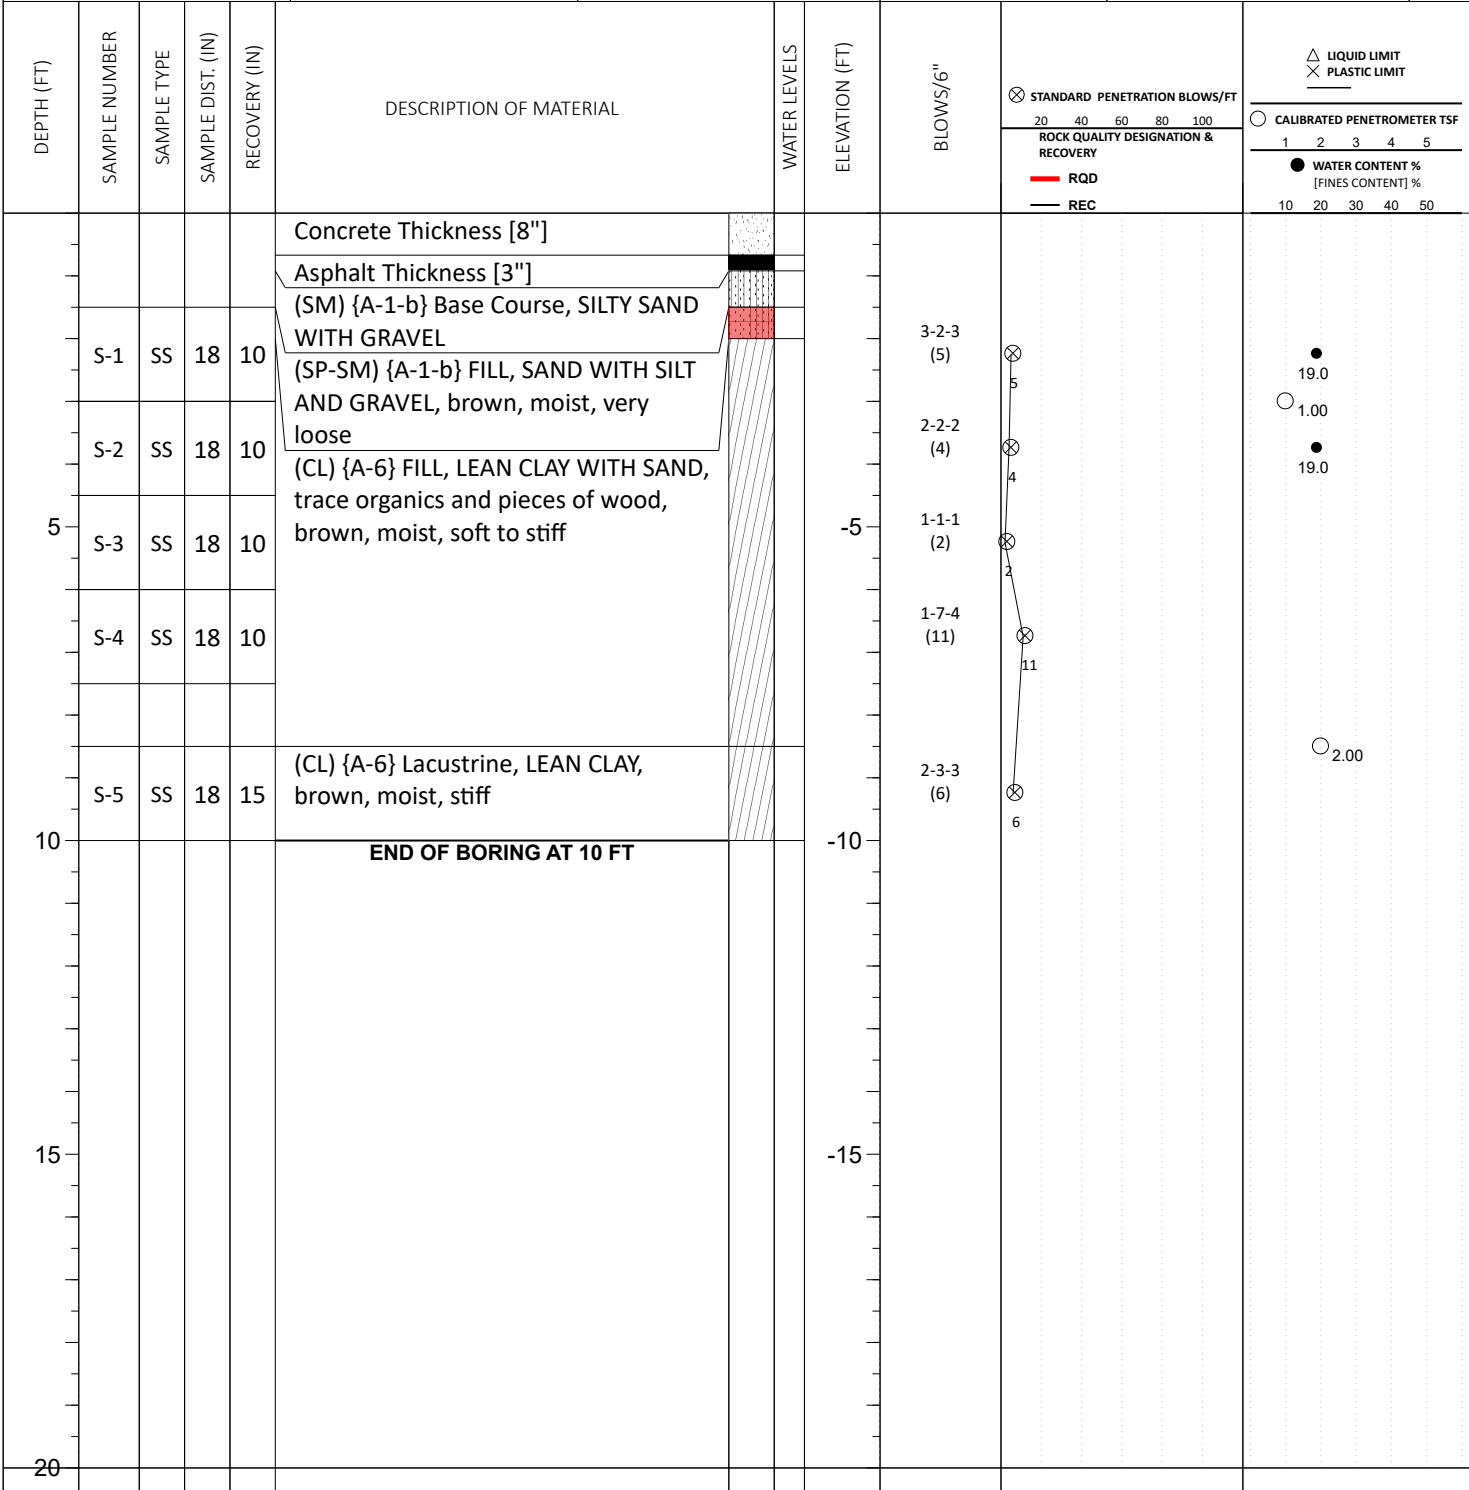 DEPTH (FT)
SAMPLE NUMBER
SAMPLE TYPE
SAMPLE DIST. (IN)
RECOVERY (IN)
DESCRIPTION OF MATERIAL
WATER LEVELS
ELEVATION (FT)
BLOWS/6"
STANDARD PENETRATION BLOWS/FT
20 40 60 80 100
ROCK QUALITY DESIGNATION &
RECOVERY
RQD
REC
LIQUID LIMIT
PLASTIC LIMIT
CALIBRATED PENETROMETER TSF
1 2 3 4 5
WATER CONTENT %
[FINES CONTENT] %
10 20 30 40 50
Concrete Thickness [8"]
Asphalt Thickness [3"]
(SM) {A-1-b} Base Course, SILTY SAND
WITH GRAVEL
(SP-SM) {A-1-b} FILL, SAND WITH SILT
AND GRAVEL, brown, moist, very
loose
(CL) {A-6} FILL, LEAN CLAY WITH SAND,
trace organics and pieces of wood,
brown, moist, soft to stiff
(CL) {A-6} Lacustrine, LEAN CLAY,
brown, moist, stiff
END OF BORING AT 10 FT
S-1 SS 18 10
S-2 SS 18 10
S-3 SS 18 10
S-4 SS 18 10
S-5 SS 18 15
5
10
15
20
-5
-10
-15
3-2-3
(5)
2-2-2
(4)
1-1-1
(2)
1-7-4
(11)
2-3-3
(6)
5
4
2
11
6
19.0
1.00
19.0
2.00